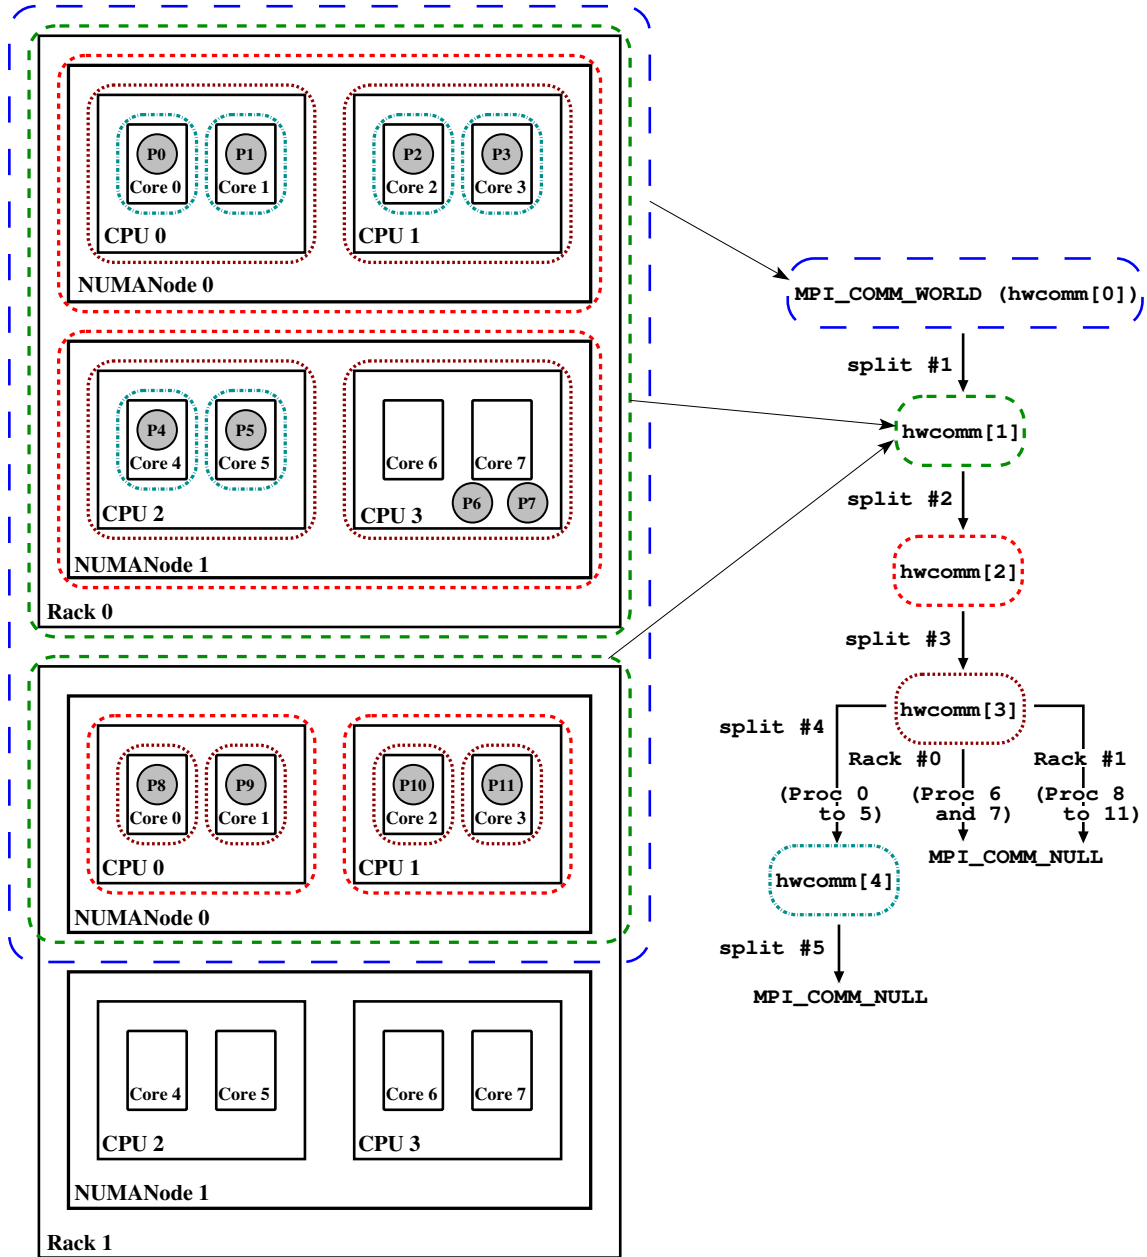 P0
P1
P2
P3
Core 0
Core 1
Core 2
Core 3
CPU 0
CPU 1
NUMANode 0
P4
P5
Core 4
Core 5
Core 6
Core 7
P6
P7
CPU 2
CPU 3
NUMANode 1
Rack 0
P8
P9
P10
P11
Core 0
Core 1
Core 2
Core 3
CPU 0
CPU 1
NUMANode 0
Core 4
Core 5
Core 6
Core 7
CPU 2
CPU 3
NUMANode 1
Rack 1
MPI_COMM_WORLD (hwcomm[0])
split #1
hwcomm[1]
split #2
hwcomm[2]
split #3
hwcomm[3]
split #4
Rack #0
Rack #1
(Proc 0
to 5)
(Proc 6
and 7)
(Proc 8
to 11)
MPI_COMM_NULL
hwcomm[4]
split #5
MPI_COMM_NULL